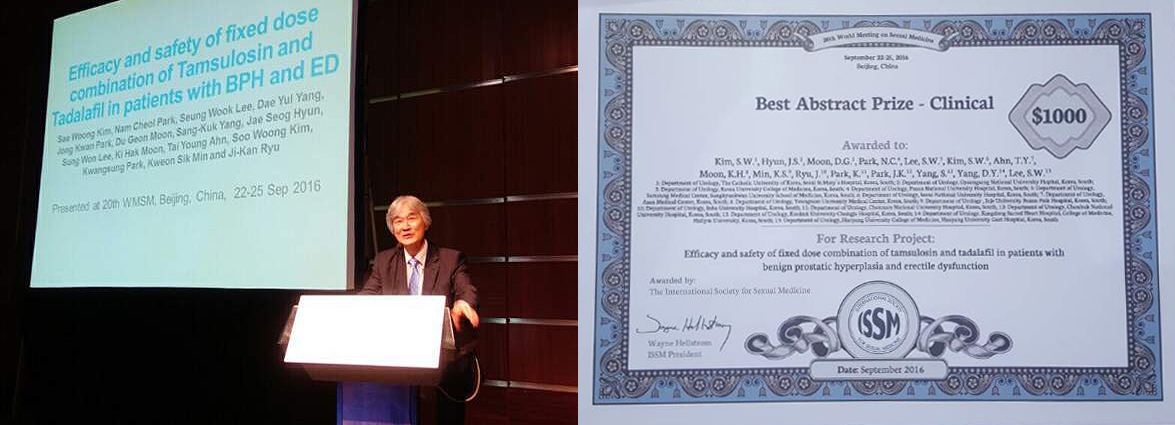 Efficacy and safety of fixed dose
combination of Tamsulosin and
Tadalafil in patients with BPH and ED
Sae Woong Kim, Nam Cheol Park, Seung Wook Lee, Dae Yul Yang,
Jong Kwan Park, Du Geon Moon, Sang-Kuk Yang, Jae Seog Hyun,
Sung Won Lee, Ki Hak Moon, Tai Young Ahn, Soo Woong Kim,
Kwangsung Park, Kweon Sik Min and Ji-Kan Ryu
Presented at 20th WMSM, Beijing, China, 22-25 Sep 2016
20th World Meeting on Sexual Medicine
September 22-25, 2016
Beijing, China
Best Abstract Prize - Clinical
$1000
Awarded to:
Kim, S.W.¹, Hyun, J.S.², Moon, D.G.³, Park, N.C.⁴, Lee, S.W.⁵, Kim, S.W.⁶, Ahn, T.Y.⁷,
Moon, K.H.⁸, Min, K.S.⁹, Ryu, J.¹⁰, Park, K.¹¹, Park, J.K.¹², Yang, S.¹³, Yang, D.Y.¹⁴, Lee, S.W.¹⁵
For Research Project:
Efficacy and safety of fixed dose combination of tamsulosin and tadalafil in patients with
benign prostatic hyperplasia and erectile dysfunction
Awarded by:
The International Society for Sexual Medicine
Wayne Hellstrom
ISSM President
INTERNATIONAL SOCIETY
ISSM
FOR SEXUAL MEDICINE
Date: September 2016